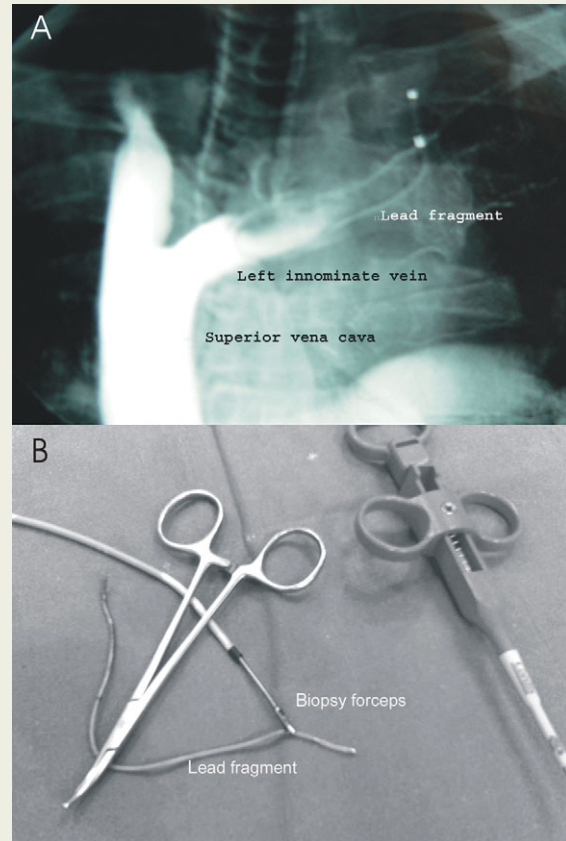 A
Lead fragment
Left innominate vein
Superior vena cava
B
Biopsy forceps
Lead fragment